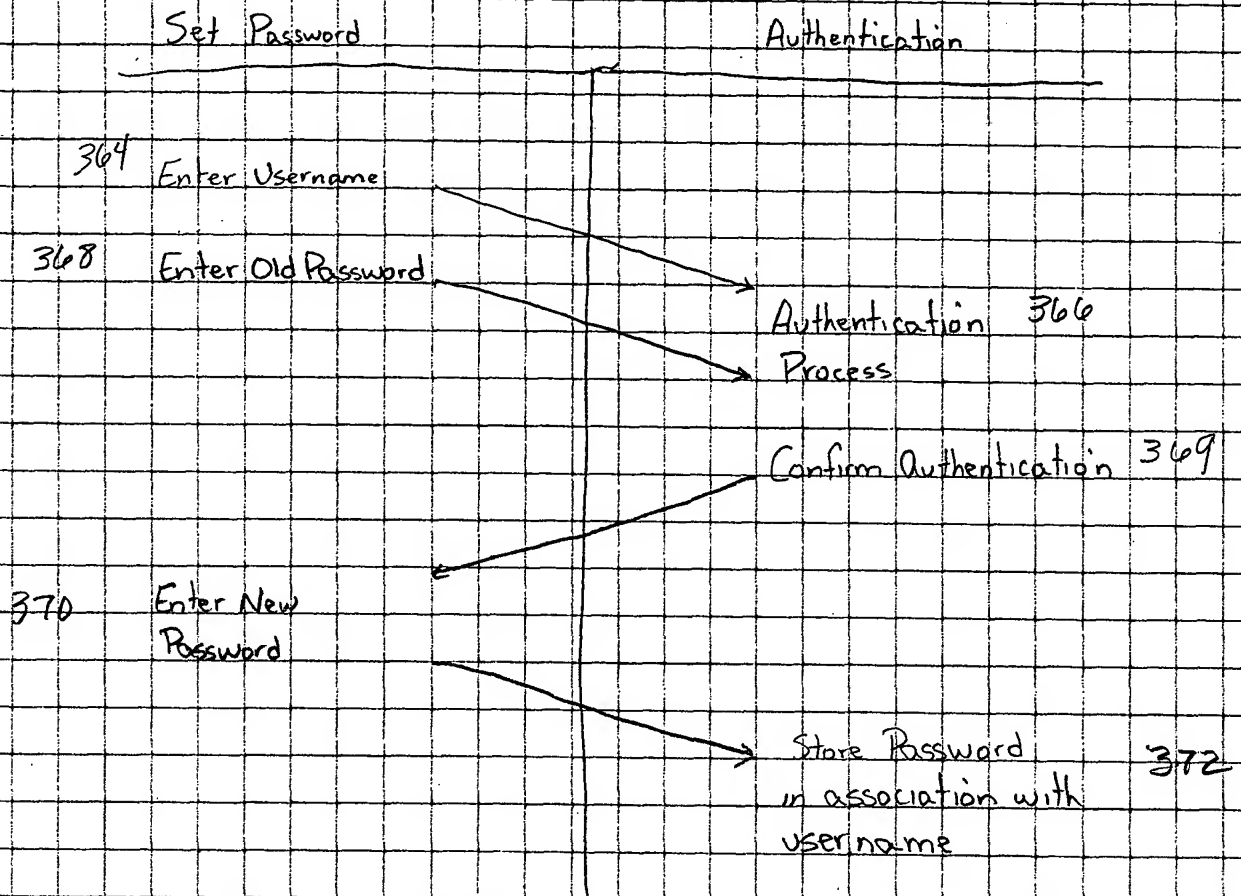 Set Password Authentication
364 Enter Username
368 Enter Old Password
Authentication 366
Process
Confirm Authentication 369
370 Enter New
Password
Store Password 372
in association with
username